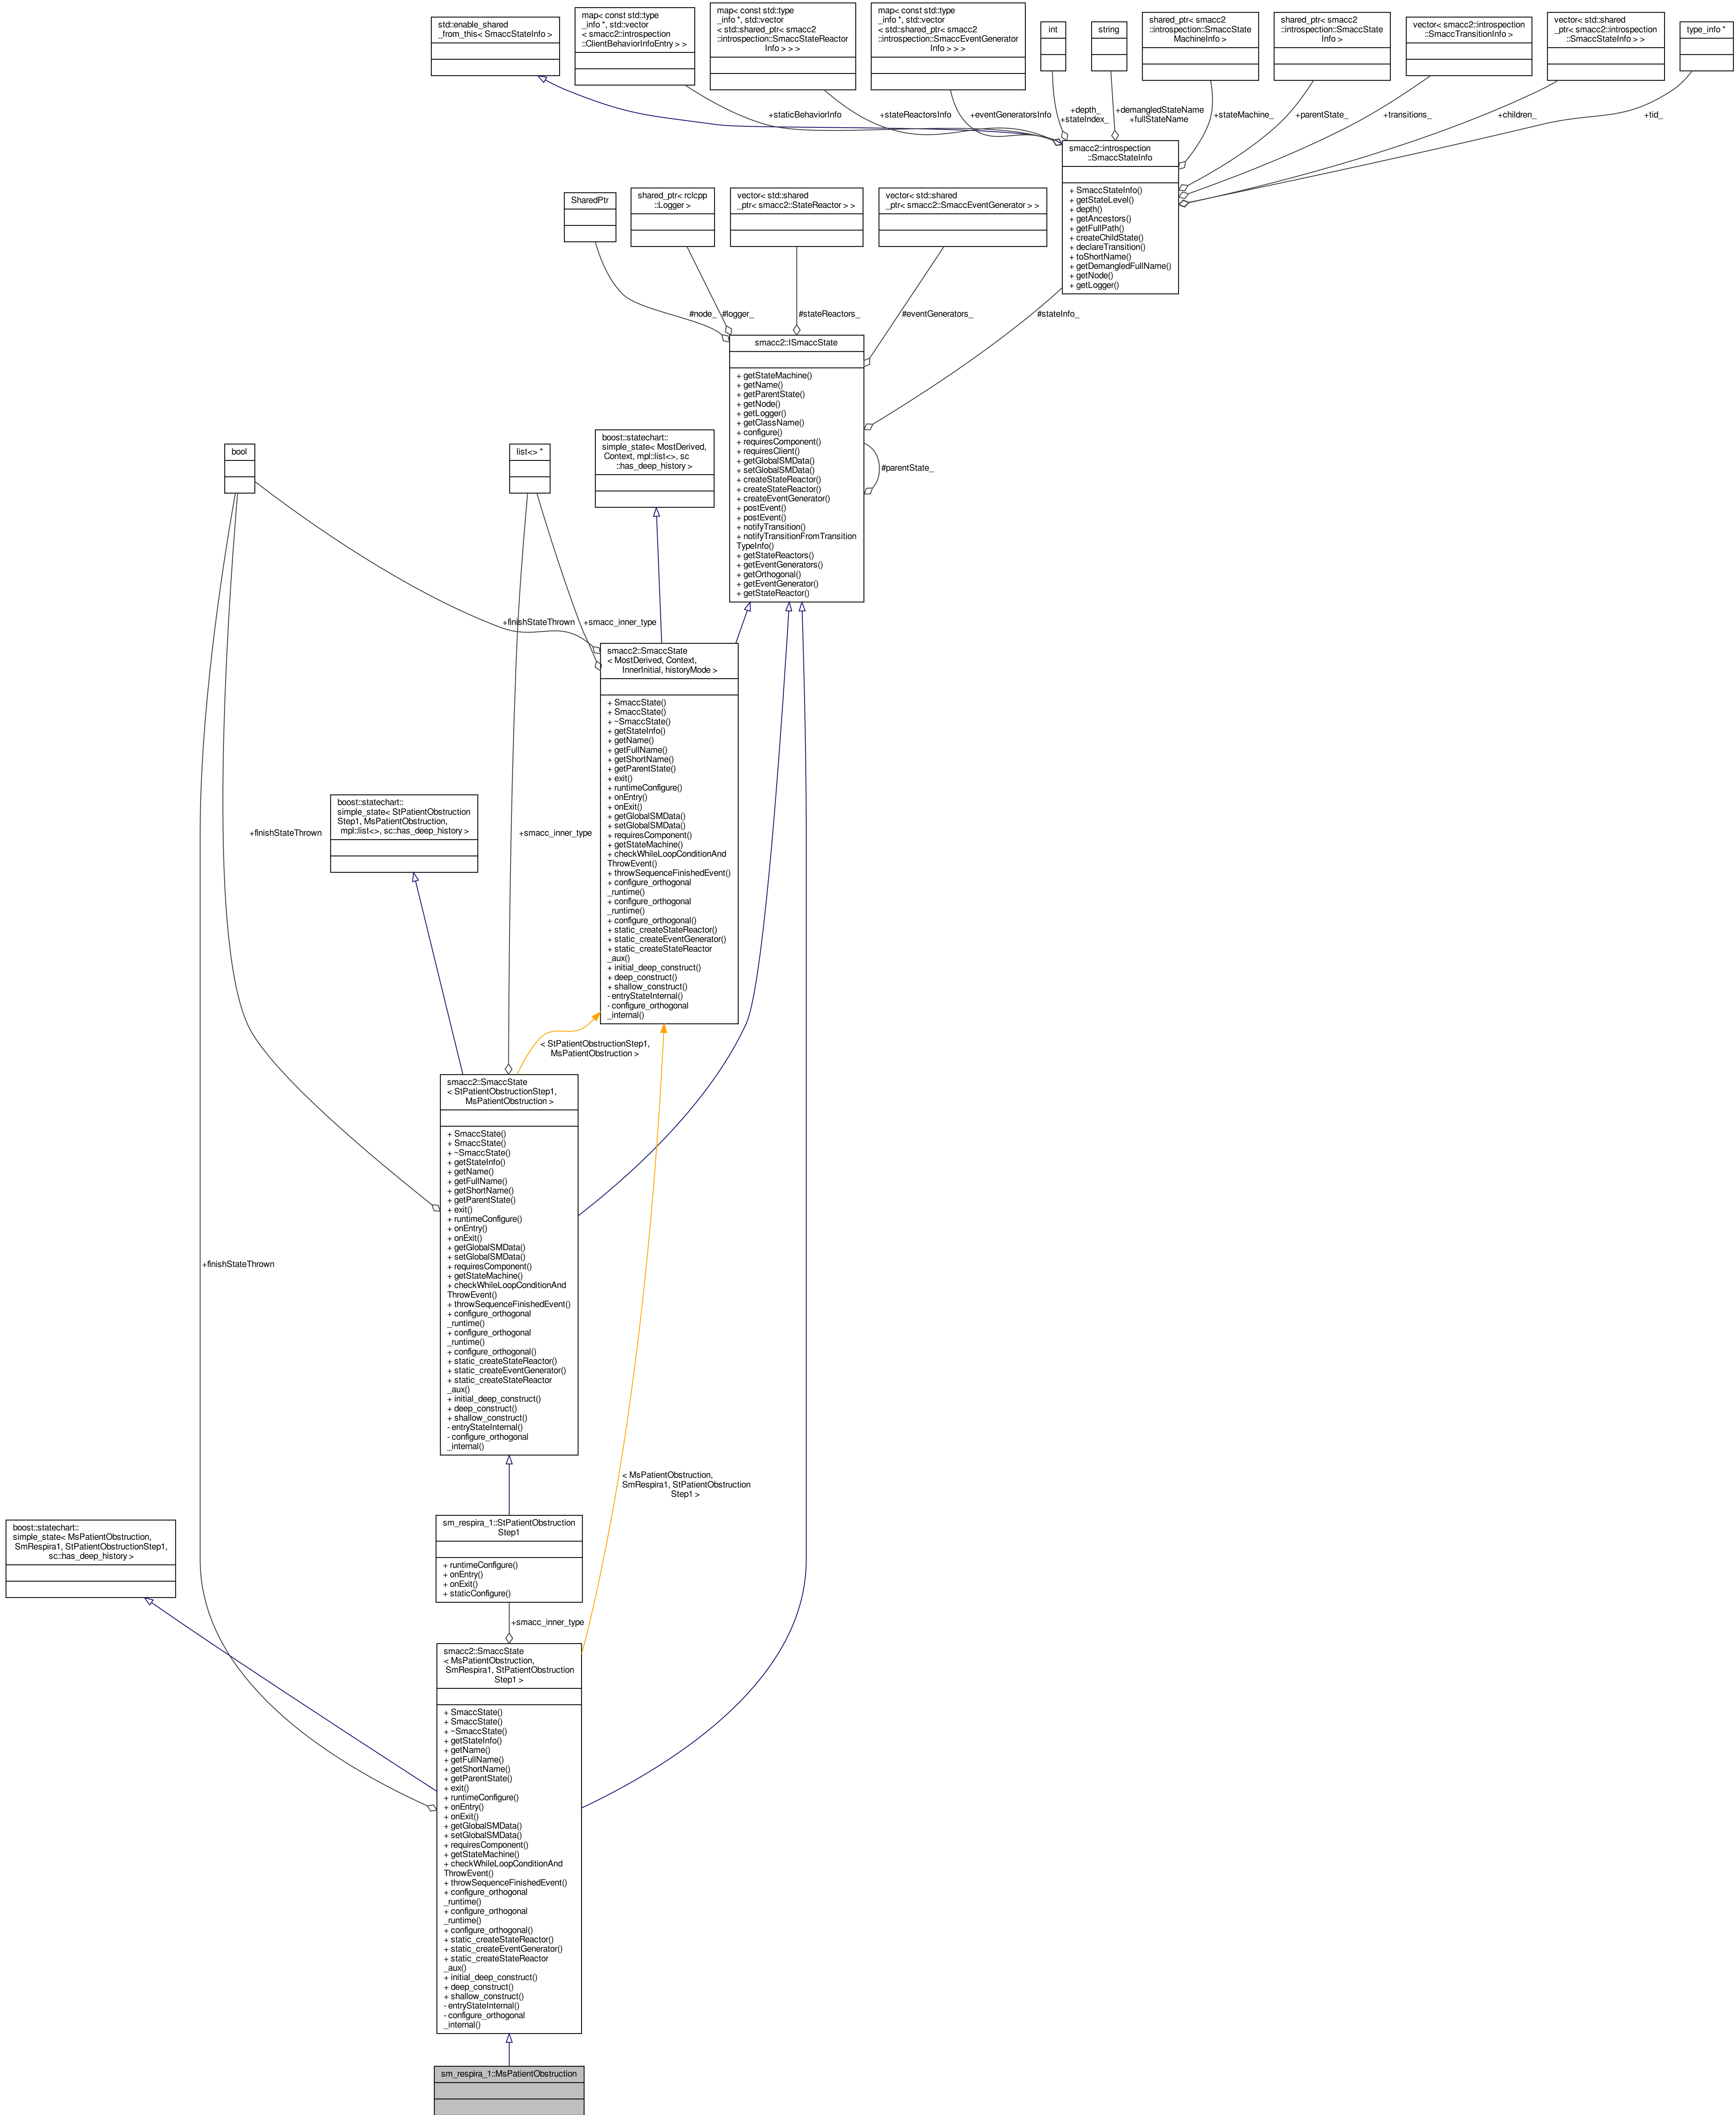 std::enable_shared
_from_this< SmaccStateInfo >
map< const std::type
_info *, std::vector
< smacc2::introspection
::ClientBehaviorInfoEntry > >
map< const std::type
_info *, std::vector
< std::shared_ptr< smacc2
::introspection::SmaccStateReactor
Info > > >
map< const std::type
_info *, std::vector
< std::shared_ptr< smacc2
::introspection::SmaccEventGenerator
Info > > >
int
string
shared_ptr< smacc2
::introspection::SmaccState
MachineInfo >
shared_ptr< smacc2
::introspection::SmaccState
Info >
vector< smacc2::introspection
::SmaccTransitionInfo >
vector< std::shared
_ptr< smacc2::introspection
::SmaccStateInfo > >
type_info *
+staticBehaviorInfo
+stateReactorsInfo
+eventGeneratorsInfo
+depth_
+stateIndex_
+demangledStateName
+fullStateName
+stateMachine_
+parentState_
+transitions_
+children_
+tid_
smacc2::introspection
::SmaccStateInfo
+ SmaccStateInfo()
+ getStateLevel()
+ depth()
+ getAncestors()
+ getFullPath()
+ createChildState()
+ declareTransition()
+ toShortName()
+ getDemangledFullName()
+ getNode()
+ getLogger()
SharedPtr
shared_ptr< rclcpp
::Logger >
vector< std::shared
_ptr< smacc2::StateReactor > >
vector< std::shared
_ptr< smacc2::SmaccEventGenerator > >
#node_
#logger_
#stateReactors_
#eventGenerators_
#stateInfo_
smacc2::ISmaccState
+ getStateMachine()
+ getName()
+ getParentState()
+ getNode()
+ getLogger()
+ getClassName()
+ configure()
+ requiresComponent()
+ requiresClient()
+ getGlobalSMData()
+ setGlobalSMData()
+ createStateReactor()
+ createStateReactor()
+ createEventGenerator()
+ postEvent()
+ postEvent()
+ notifyTransition()
+ notifyTransitionFromTransition
TypeInfo()
+ getStateReactors()
+ getEventGenerators()
+ getOrthogonal()
+ getEventGenerator()
+ getStateReactor()
#parentState_
bool
list<> *
boost::statechart::
simple_state< MostDerived,
Context, mpl::list<>, sc
::has_deep_history >
+finishStateThrown
+smacc_inner_type
smacc2::SmaccState
< MostDerived, Context,
InnerInitial, historyMode >
+ SmaccState()
+ SmaccState()
+ ~SmaccState()
+ getStateInfo()
+ getName()
+ getFullName()
+ getShortName()
+ getParentState()
+ exit()
+ runtimeConfigure()
+ onEntry()
+ onExit()
+ getGlobalSMData()
+ setGlobalSMData()
+ requiresComponent()
+ getStateMachine()
+ checkWhileLoopConditionAnd
ThrowEvent()
+ throwSequenceFinishedEvent()
+ configure_orthogonal
_runtime()
+ configure_orthogonal
_runtime()
+ configure_orthogonal()
+ static_createStateReactor()
+ static_createEventGenerator()
+ static_createStateReactor
_aux()
+ initial_deep_construct()
+ deep_construct()
+ shallow_construct()
- entryStateInternal()
- configure_orthogonal
_internal()
boost::statechart::
simple_state< StPatientObstruction
Step1, MsPatientObstruction,
mpl::list<>, sc::has_deep_history >
+finishStateThrown
+smacc_inner_type
< StPatientObstructionStep1,
MsPatientObstruction >
smacc2::SmaccState
< StPatientObstructionStep1,
MsPatientObstruction >
+ SmaccState()
+ SmaccState()
+ ~SmaccState()
+ getStateInfo()
+ getName()
+ getFullName()
+ getShortName()
+ getParentState()
+ exit()
+ runtimeConfigure()
+ onEntry()
+ onExit()
+ getGlobalSMData()
+ setGlobalSMData()
+ requiresComponent()
+ getStateMachine()
+ checkWhileLoopConditionAnd
ThrowEvent()
+ throwSequenceFinishedEvent()
+ configure_orthogonal
_runtime()
+ configure_orthogonal
_runtime()
+ configure_orthogonal()
+ static_createStateReactor()
+ static_createEventGenerator()
+ static_createStateReactor
_aux()
+ initial_deep_construct()
+ deep_construct()
+ shallow_construct()
- entryStateInternal()
- configure_orthogonal
_internal()
+finishStateThrown
< MsPatientObstruction,
SmRespira1, StPatientObstruction
Step1 >
boost::statechart::
simple_state< MsPatientObstruction,
SmRespira1, StPatientObstructionStep1,
sc::has_deep_history >
sm_respira_1::StPatientObstruction
Step1
+ runtimeConfigure()
+ onEntry()
+ onExit()
+ staticConfigure()
+smacc_inner_type
smacc2::SmaccState
< MsPatientObstruction,
SmRespira1, StPatientObstruction
Step1 >
+ SmaccState()
+ SmaccState()
+ ~SmaccState()
+ getStateInfo()
+ getName()
+ getFullName()
+ getShortName()
+ getParentState()
+ exit()
+ runtimeConfigure()
+ onEntry()
+ onExit()
+ getGlobalSMData()
+ setGlobalSMData()
+ requiresComponent()
+ getStateMachine()
+ checkWhileLoopConditionAnd
ThrowEvent()
+ throwSequenceFinishedEvent()
+ configure_orthogonal
_runtime()
+ configure_orthogonal
_runtime()
+ configure_orthogonal()
+ static_createStateReactor()
+ static_createEventGenerator()
+ static_createStateReactor
_aux()
+ initial_deep_construct()
+ deep_construct()
+ shallow_construct()
- entryStateInternal()
- configure_orthogonal
_internal()
sm_respira_1::MsPatientObstruction